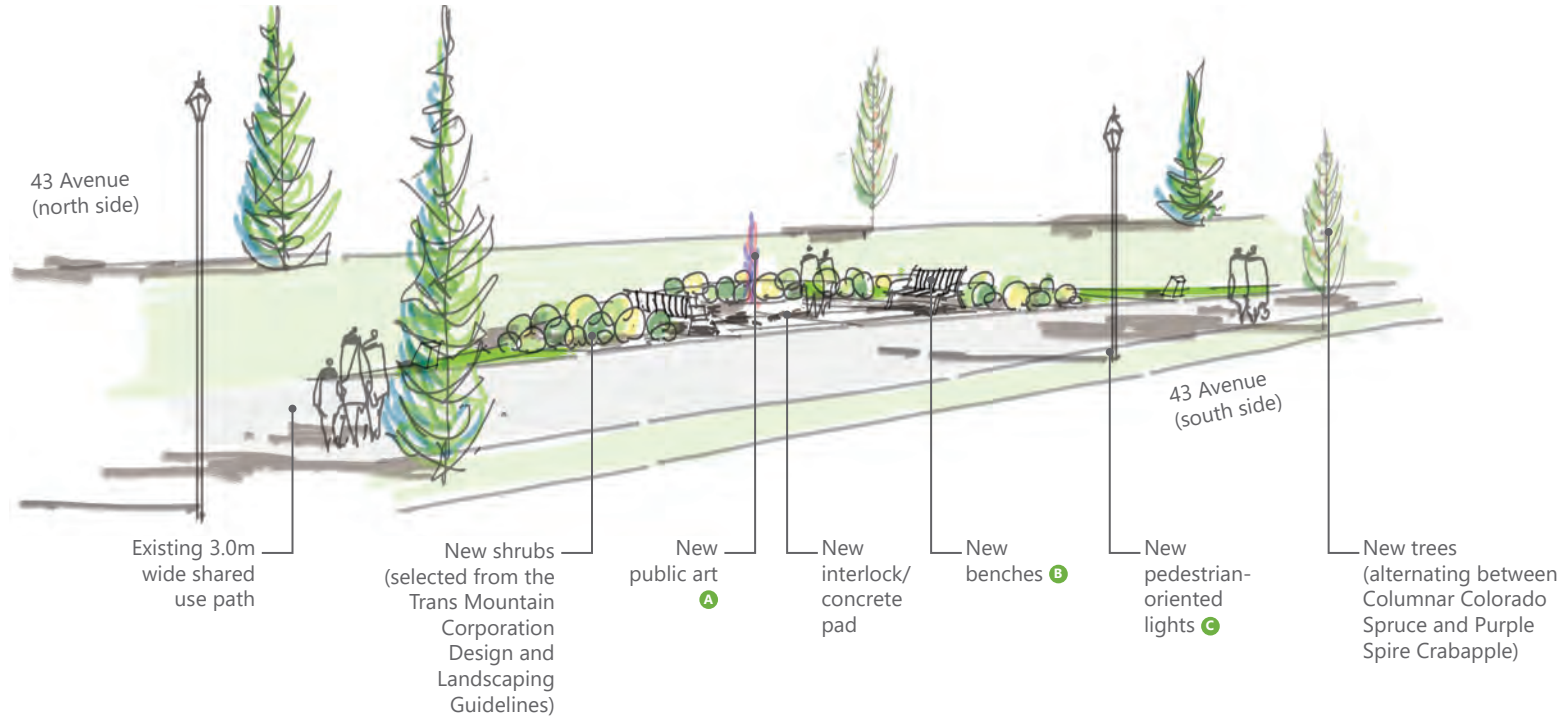 43 Avenue
(north side)
43 Avenue
(south side)
Existing 3.0m
wide shared
use path
New shrubs
(selected from the
Trans Mountain
Corporation
Design and
Landscaping
Guidelines)
New
public art
A
New
interlock/
concrete
pad
New
benches B
New
pedestrian-
oriented
lights C
New trees
(alternating between
Columnar Colorado
Spruce and Purple
Spire Crabapple)